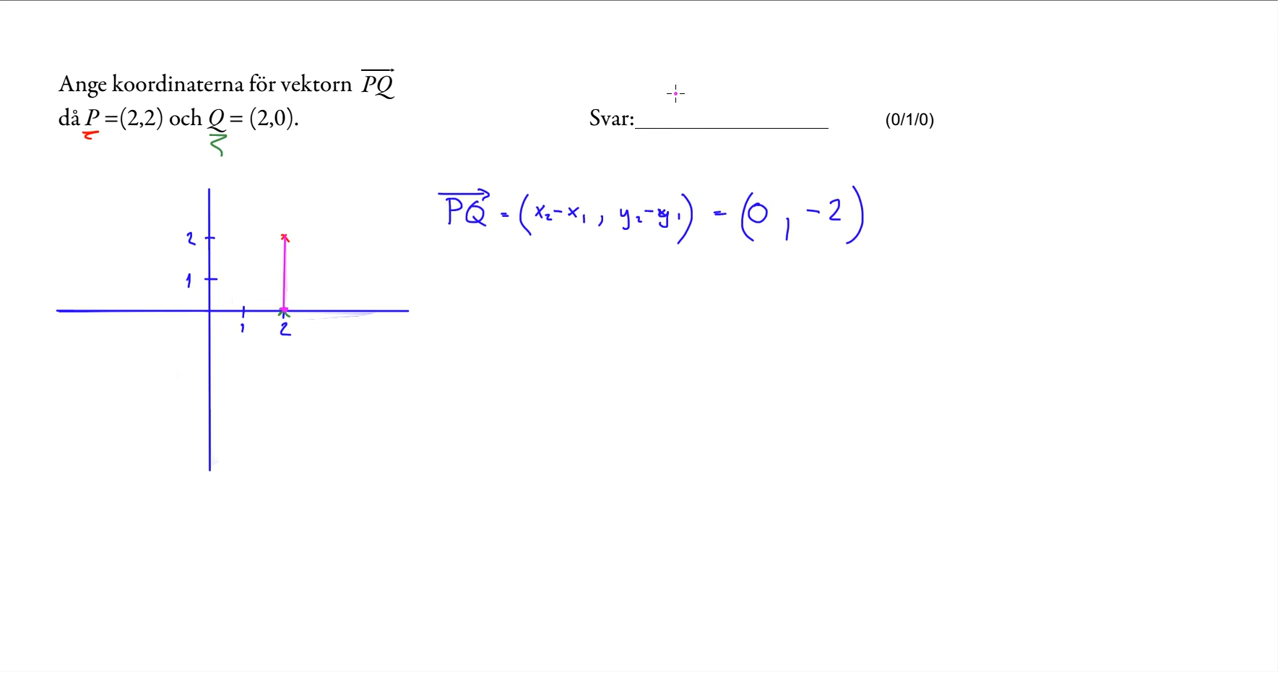 Ange koordinaterna för vektorn PQ
då P =(2,2) och Q = (2,0).
Svar:
(0/1/0)
PQ = (x₂-x₁, y₂-y₁) = (0, -2)
2
1
1
2